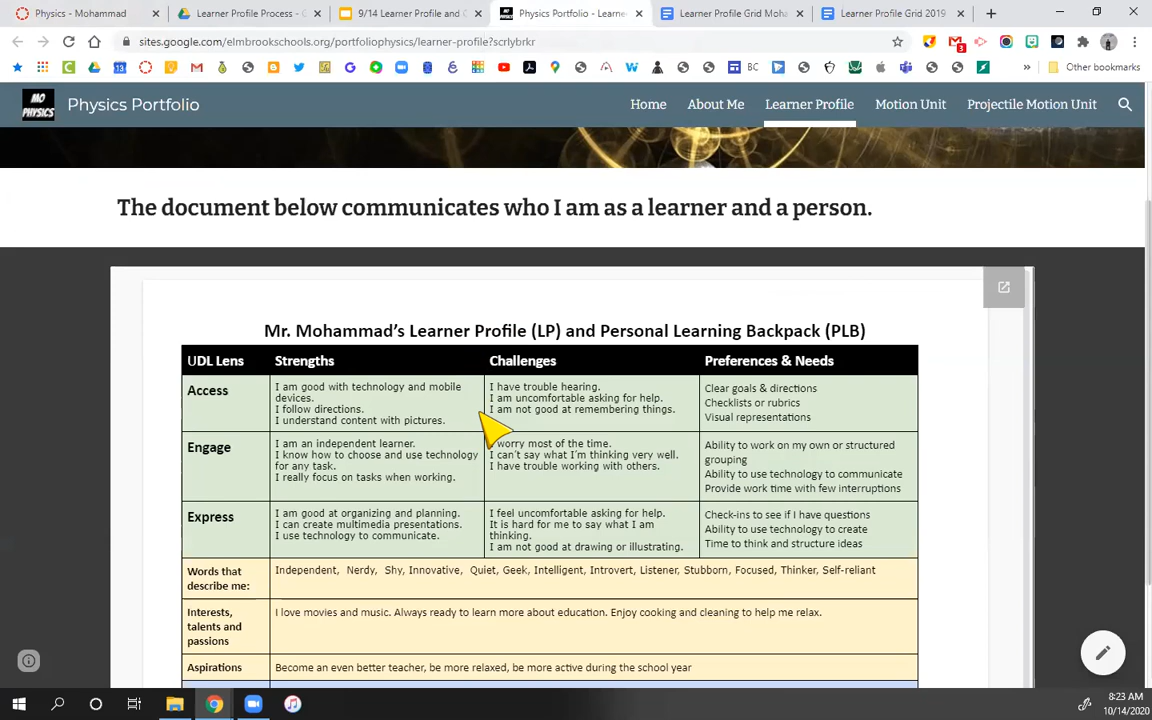 Physics - Mohammad
Learner Profile Process - G
9/14 Learner Profile and C
Physics Portfolio - Learne
Learner Profile Grid Moha
Learner Profile Grid 2019
sites.google.com/elmbrookschools.org/portfoliophysics/learner-profile?scrlybrkr
BC
Other bookmarks
MO PHYSICS
Physics Portfolio
Home
About Me
Learner Profile
Motion Unit
Projectile Motion Unit
The document below communicates who I am as a learner and a person.
Mr. Mohammad's Learner Profile (LP) and Personal Learning Backpack (PLB)
UDL Lens
Strengths
Challenges
Preferences & Needs
Access
I am good with technology and mobile
devices.
I follow directions.
I understand content with pictures.
I have trouble hearing.
I am uncomfortable asking for help.
I am not good at remembering things.
Clear goals & directions
Checklists or rubrics
Visual representations
Engage
I am an independent learner.
I know how to choose and use technology
for any task.
I really focus on tasks when working.
worry most of the time.
I can't say what I'm thinking very well.
I have trouble working with others.
Ability to work on my own or structured
grouping
Ability to use technology to communicate
Provide work time with few interruptions
Express
I am good at organizing and planning.
I can create multimedia presentations.
I use technology to communicate.
I feel uncomfortable asking for help.
It is hard for me to say what I am
thinking.
I am not good at drawing or illustrating.
Check-ins to see if I have questions
Ability to use technology to create
Time to think and structure ideas
Words that
describe me:
Independent, Nerdy, Shy, Innovative, Quiet, Geek, Intelligent, Introvert, Listener, Stubborn, Focused, Thinker, Self-reliant
Interests,
talents and
passions
I love movies and music. Always ready to learn more about education. Enjoy cooking and cleaning to help me relax.
Aspirations
Become an even better teacher, be more relaxed, be more active during the school year
8:23 AM
10/14/2020